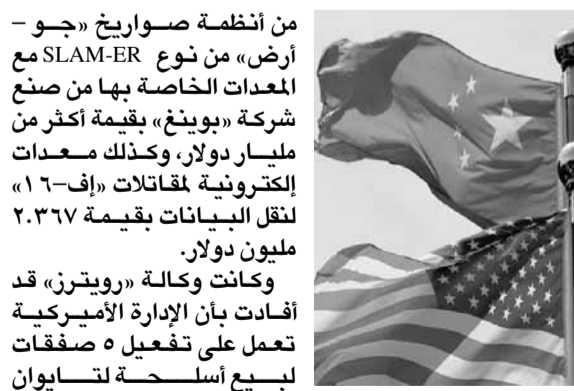 من أنظمة صواريخ «جو –
أرض» من نوع SLAM-ER مع
المعدات الخاصة بها من صنع
شركة «بوينغ» بقيمة أكثر من
مليار دولار، وكذلك معدات
إلكترونية لمقاتلات «إف–١٦»
لنقل البيانات بقيمة ٢.٣٦٧
مليون دولار.
وكانت وكالة «رويترز» قد
أفادت بأن الإدارة الأميركية
تعمل على تفعيل ٥ صفقات
لبيع أسلحة لتايوان